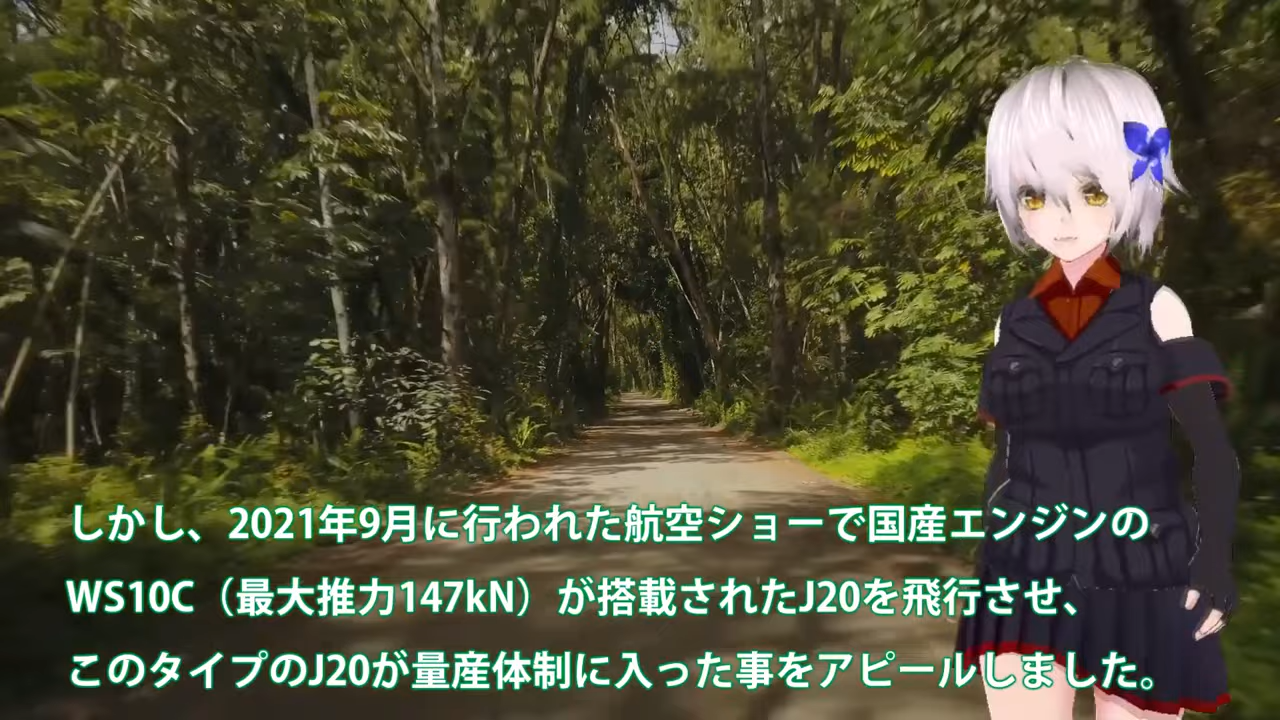 しかし、2021年9月に行われた航空ショーで国産エンジンの
WS10C（最大推力147kN）が搭載されたJ20を飛行させ、
このタイプのJ20が量産体制に入った事をアピールしました。